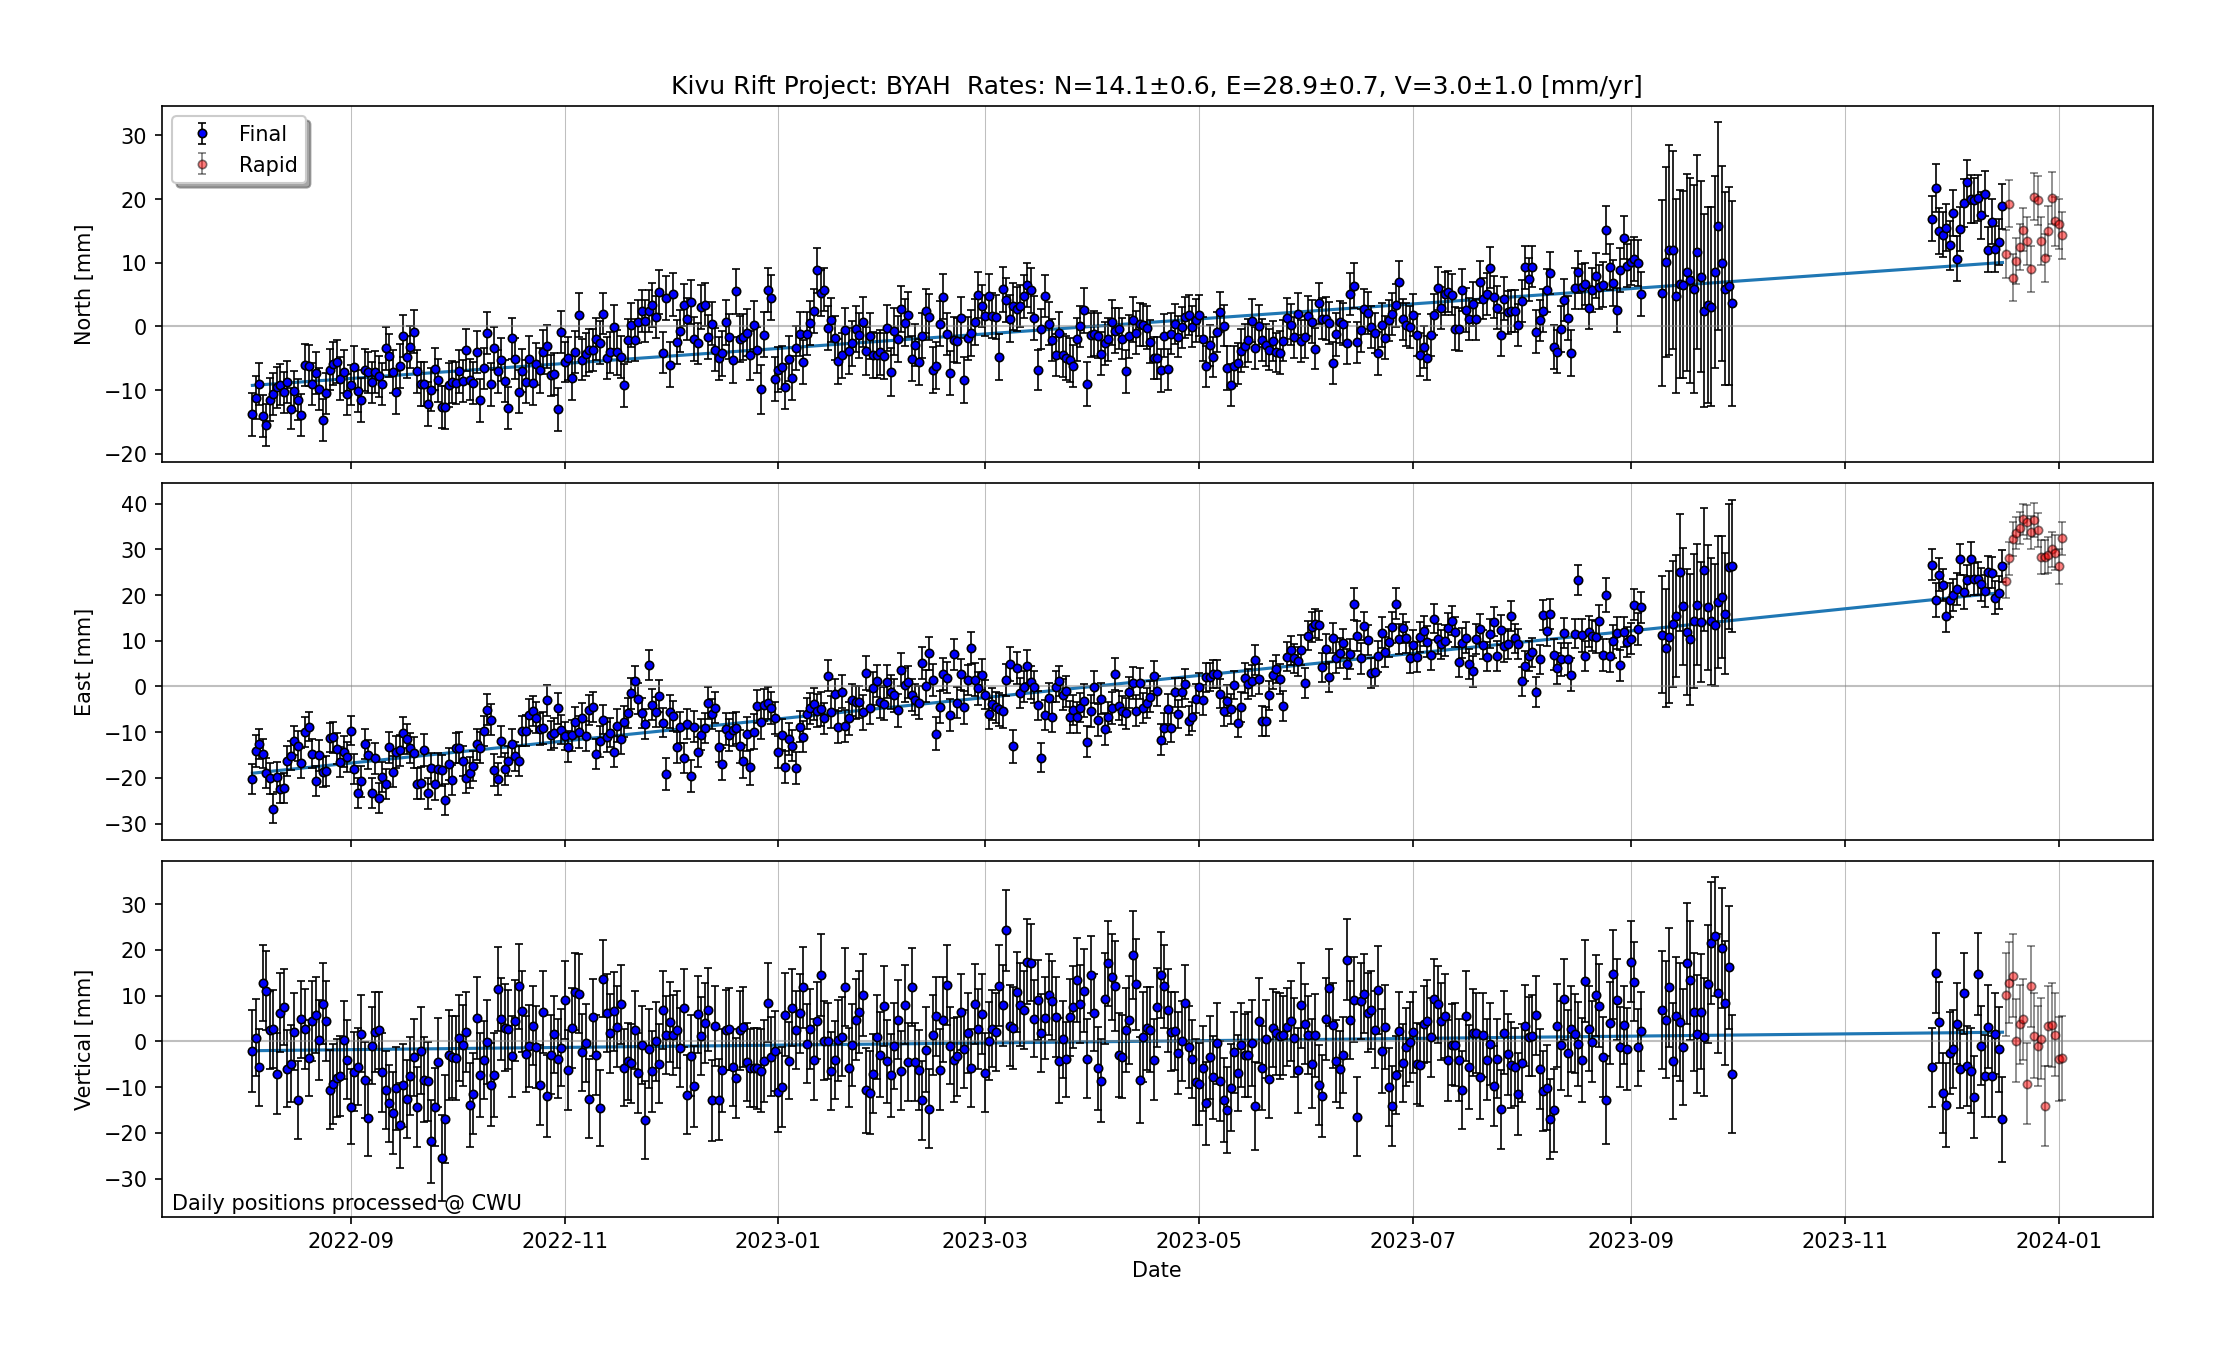 Kivu Rift Project: BYAH  Rates: N=14.1±0.6, E=28.9±0.7, V=3.0±1.0 [mm/yr]
Final
Rapid
30
20
10
0
−10
−20
North [mm]
40
30
20
10
0
−10
−20
−30
East [mm]
30
20
10
0
−10
−20
−30
Vertical [mm]
Daily positions processed @ CWU
2022-09 2022-11 2023-01 2023-03 2023-05 2023-07 2023-09 2023-11 2024-01
Date